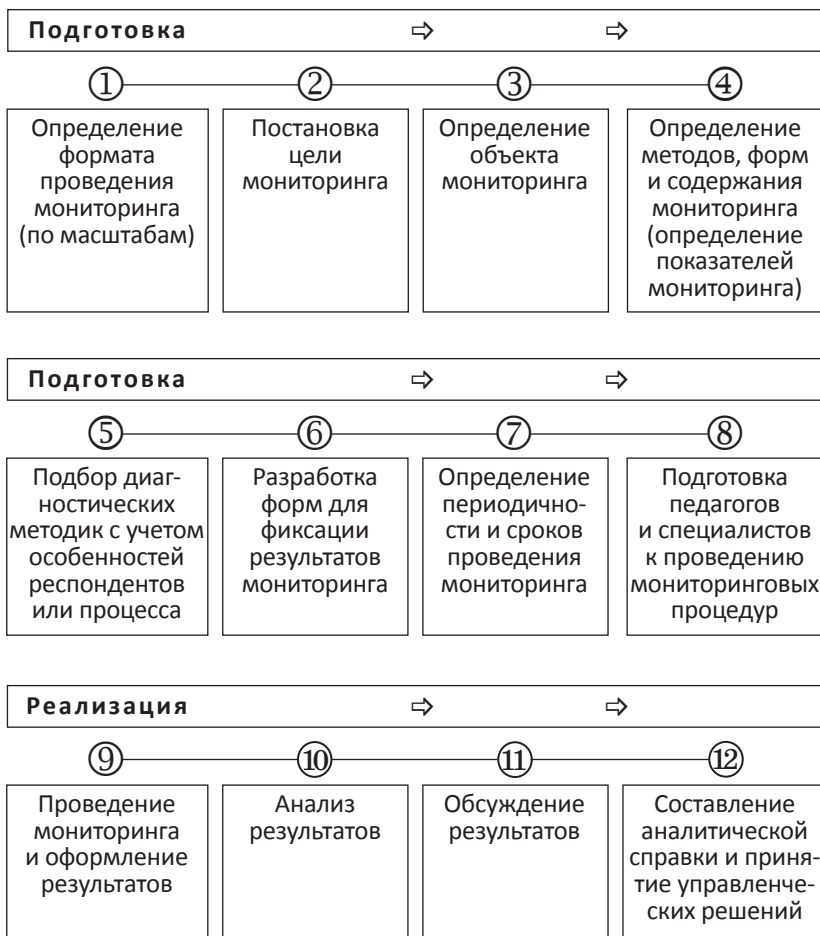 Подготовка ⇨ ⇨
① ② ③ ④
Определение
формата
проведения
мониторинга
(по масштабам)
Постановка
цели
мониторинга
Определение
объекта
мониторинга
Определение
методов, форм
и содержания
мониторинга
(определение
показателей
мониторинга)
Подготовка ⇨ ⇨
⑤ ⑥ ⑦ ⑧
Подбор диаг-
ностических
методик с учетом
особенностей
респондентов
или процесса
Разработка
форм для
фиксации
результатов
мониторинга
Определение
периодично-
сти и сроков
проведения
мониторинга
Подготовка
педагогов
и специалистов
к проведению
мониторинговых
процедур
Реализация ⇨ ⇨
⑨ ⑩ ⑪ ⑫
Проведение
мониторинга
и оформление
результатов
Анализ
результатов
Обсуждение
результатов
Составление
аналитической
справки и приня-
тие управленче-
ских решений